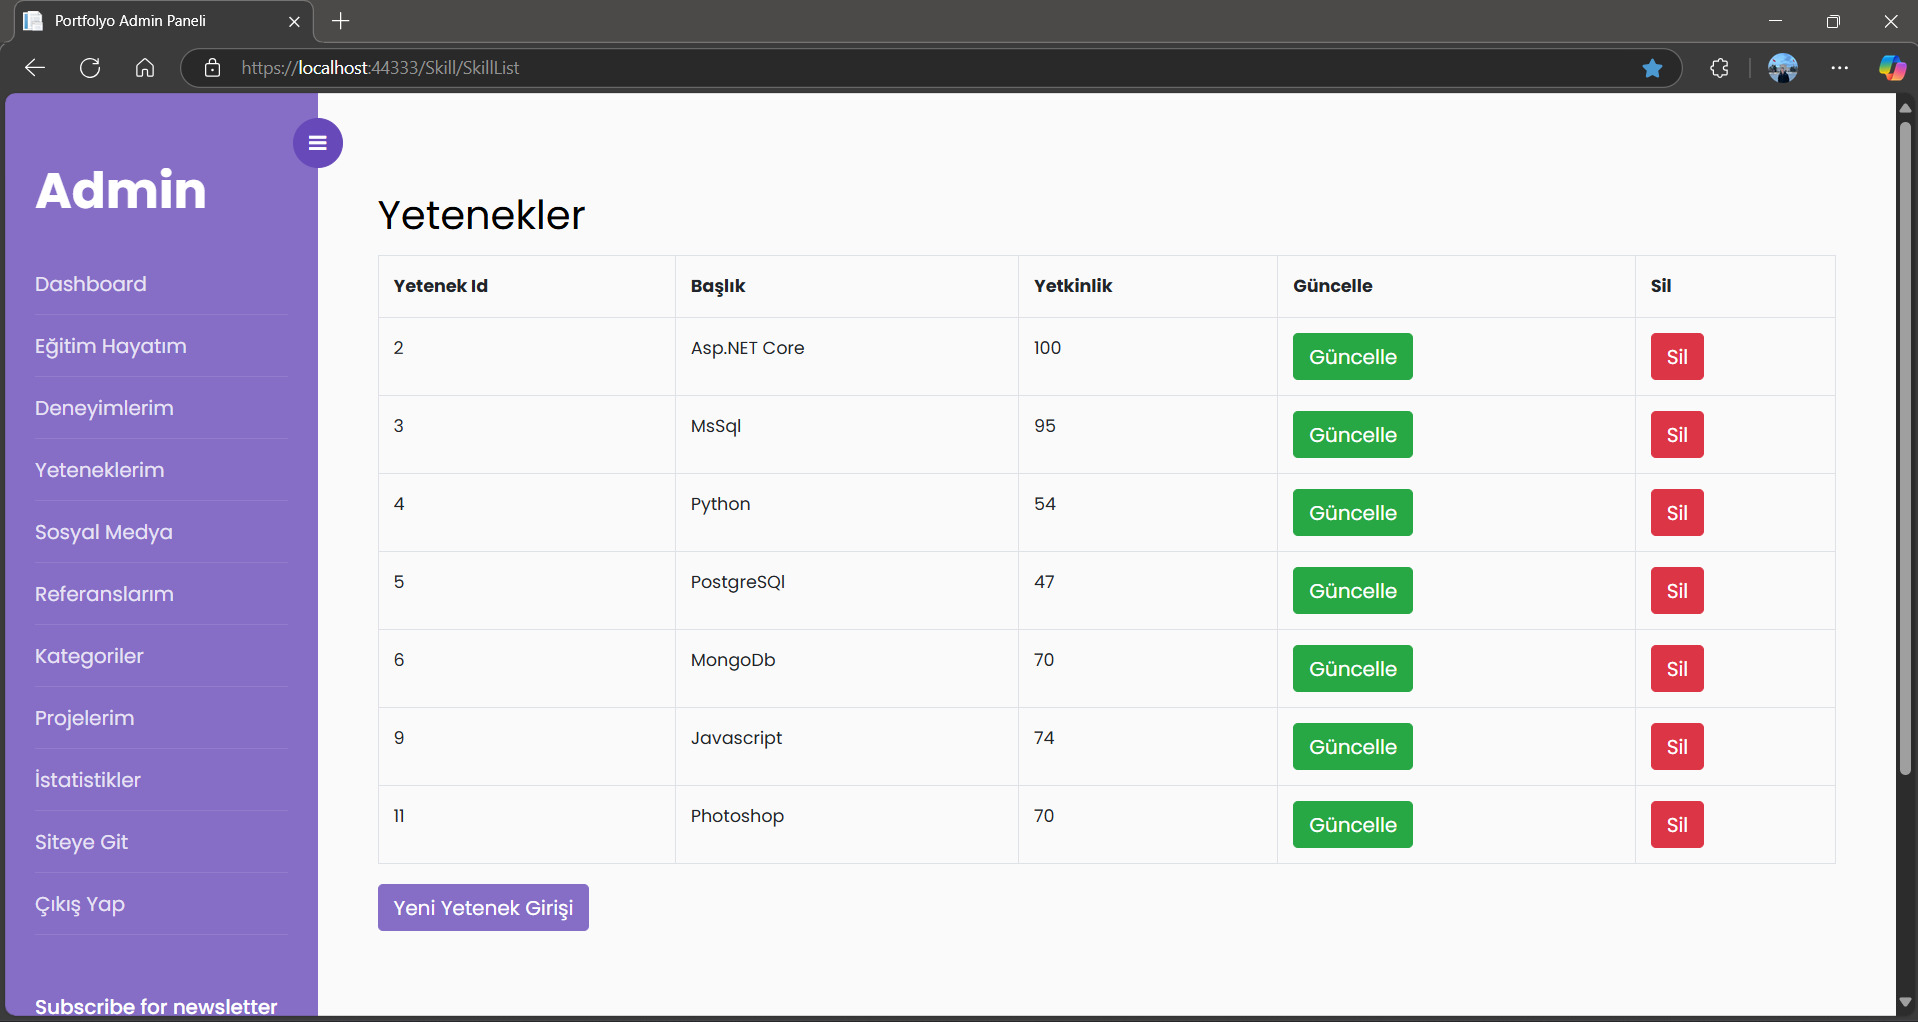 Portfolyo Admin Paneli
https://localhost:44333/Skill/SkillList
Admin
Dashboard
Eğitim Hayatım
Deneyimlerim
Yeteneklerim
Sosyal Medya
Referanslarım
Kategoriler
Projelerim
İstatistikler
Siteye Git
Çıkış Yap
Subscribe for newsletter
Yetenekler
Yetenek Id Başlık Yetkinlik Güncelle Sil
2 Asp.NET Core 100 Güncelle Sil
3 MsSql 95 Güncelle Sil
4 Python 54 Güncelle Sil
5 PostgreSQl 47 Güncelle Sil
6 MongoDb 70 Güncelle Sil
9 Javascript 74 Güncelle Sil
11 Photoshop 70 Güncelle Sil
Yeni Yetenek Girişi